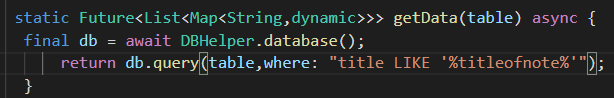 static Future<List<Map<String,dynamic>>> getData(table) async {
final db = await DBHelper.database();
return db.query(table,where: "title LIKE '%titleofnote%'");
}